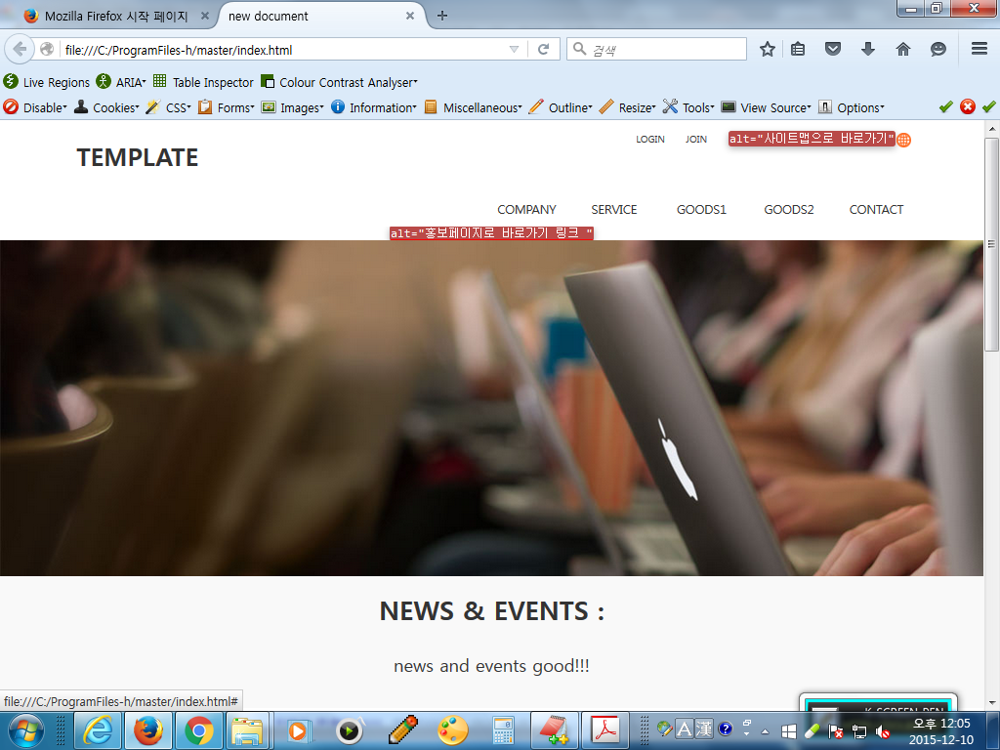 Mozilla Firefox 시작 페이지
new document
file:///C:/ProgramFiles-h/master/index.html
검색
Live Regions ARIA Table Inspector Colour Contrast Analyser
Disable Cookies CSS Forms Images Information Miscellaneous Outline Resize Tools View Source Options
LOGIN JOIN alt="사이트맵으로 바로가기"
TEMPLATE
COMPANY SERVICE GOODS1 GOODS2 CONTACT
alt="홍보페이지로 바로가기 링크 "
NEWS & EVENTS :
news and events good!!!
file:///C:/ProgramFiles-h/master/index.html#
A 漢
오후 12:05
2015-12-10